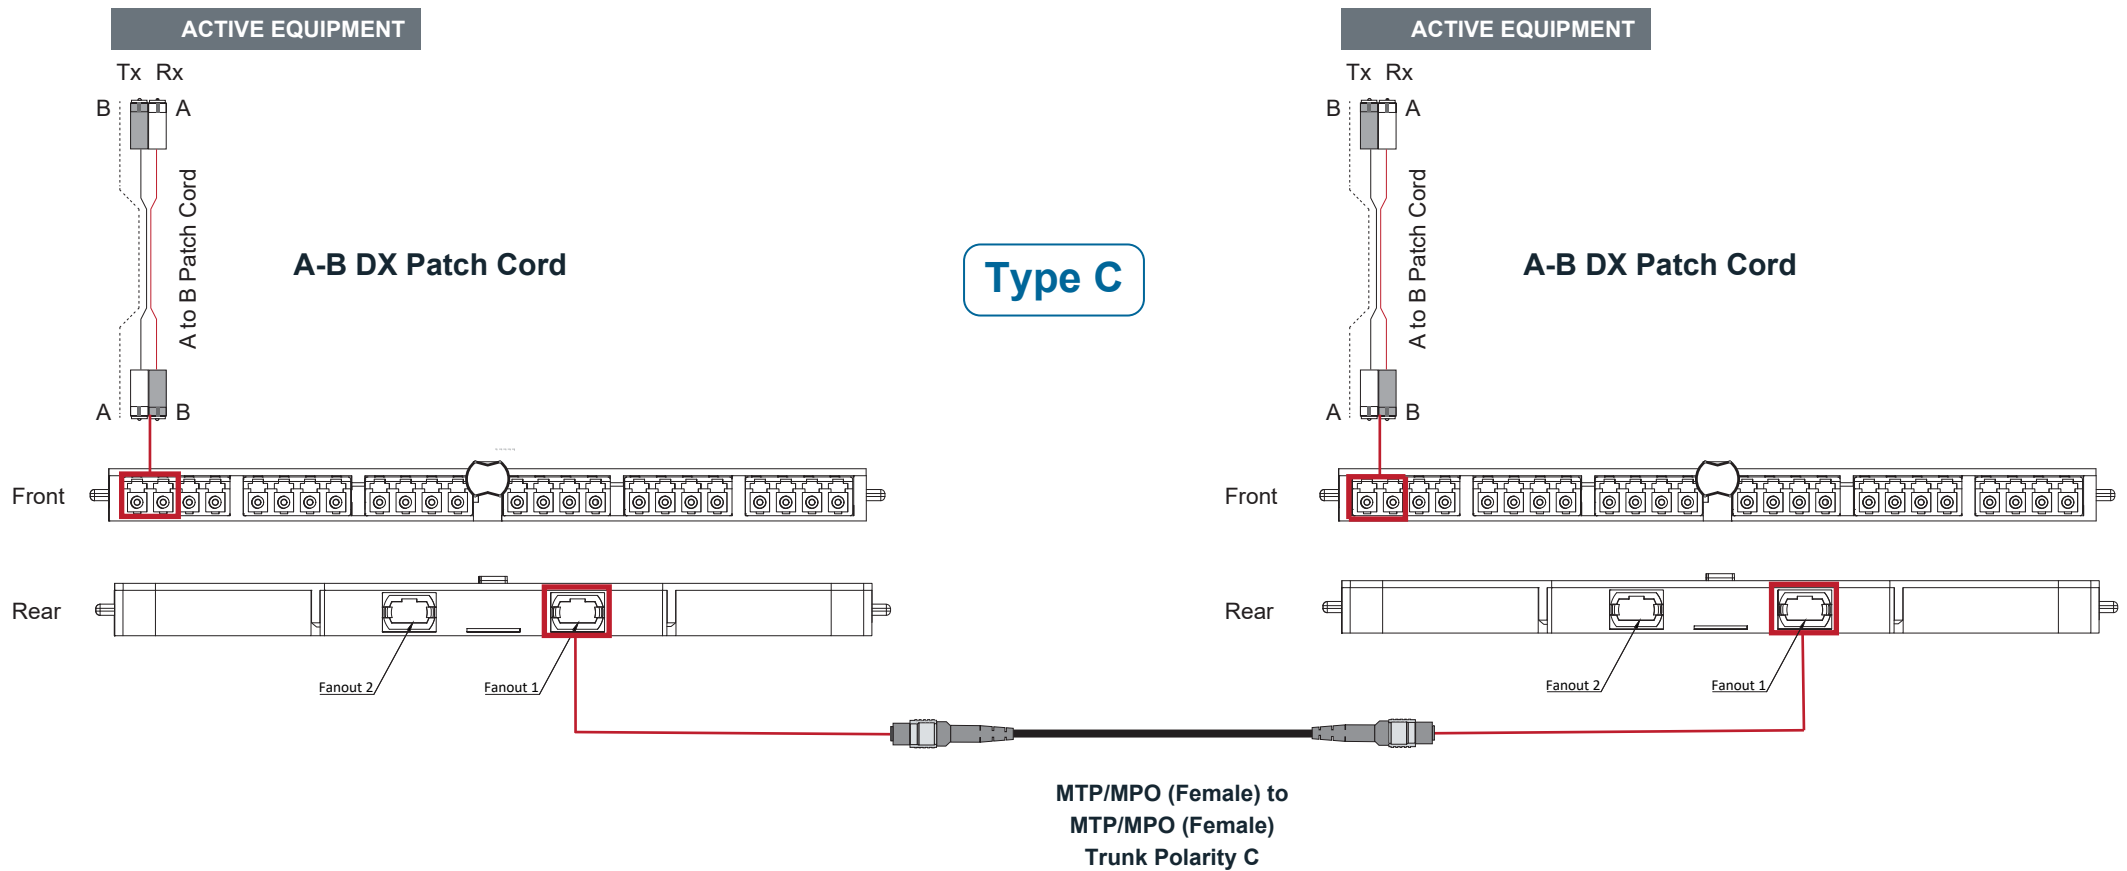 ACTIVE EQUIPMENT
ACTIVE EQUIPMENT
Tx Rx
Tx Rx
B A
B A
A to B Patch Cord
A to B Patch Cord
A-B DX Patch Cord
Type C
A-B DX Patch Cord
A B
A B
Front
Front
Rear
Rear
Fanout 2
Fanout 1
Fanout 2
Fanout 1
MTP/MPO (Female) to
MTP/MPO (Female)
Trunk Polarity C